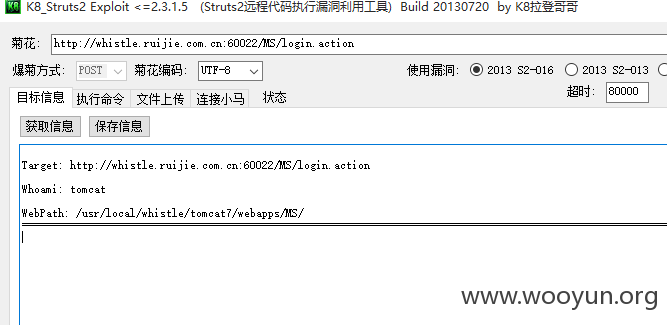 K8 K8_Struts2 Exploit <=2.3.1.5 (Struts2远程代码执行漏洞利用工具) Build 20130720 by K8拉登哥哥
菊花: http://whistle.ruijie.com.cn:60022/MS/login.action
爆菊方式: POST 菊花编码: UTF-8 使用漏洞: 2013 S2-016 2013 S2-013
目标信息 执行命令 文件上传 连接小马 状态 超时: 80000
获取信息 保存信息
Target: http://whistle.ruijie.com.cn:60022/MS/login.action
Whoami: tomcat
WebPath: /usr/local/whistle/tomcat7/webapps/MS/
www.wooyun.org